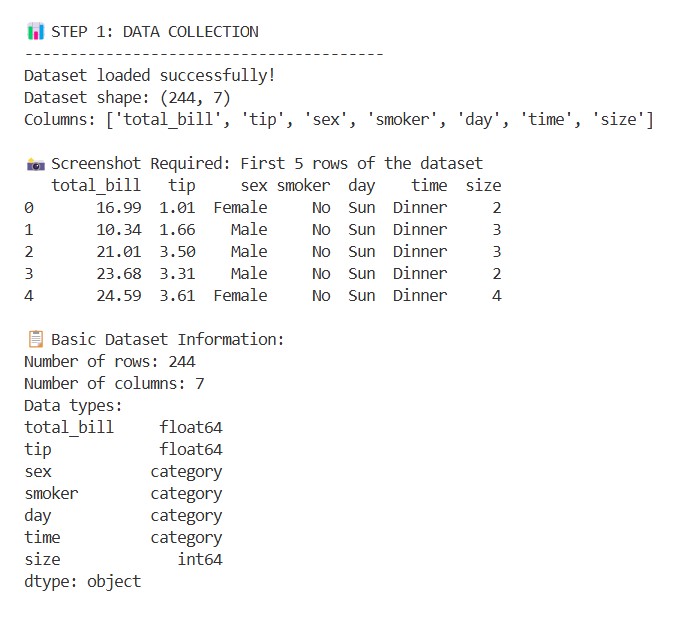 📊 STEP 1: DATA COLLECTION
----------------------------------------
Dataset loaded successfully!
Dataset shape: (244, 7)
Columns: ['total_bill', 'tip', 'sex', 'smoker', 'day', 'time', 'size']
📸 Screenshot Required: First 5 rows of the dataset
   total_bill   tip     sex smoker  day    time  size
0       16.99  1.01  Female     No  Sun  Dinner     2
1       10.34  1.66    Male     No  Sun  Dinner     3
2       21.01  3.50    Male     No  Sun  Dinner     3
3       23.68  3.31    Male     No  Sun  Dinner     2
4       24.59  3.61  Female     No  Sun  Dinner     4
📋 Basic Dataset Information:
Number of rows: 244
Number of columns: 7
Data types:
total_bill     float64
tip            float64
sex           category
smoker        category
day           category
time          category
size             int64
dtype: object